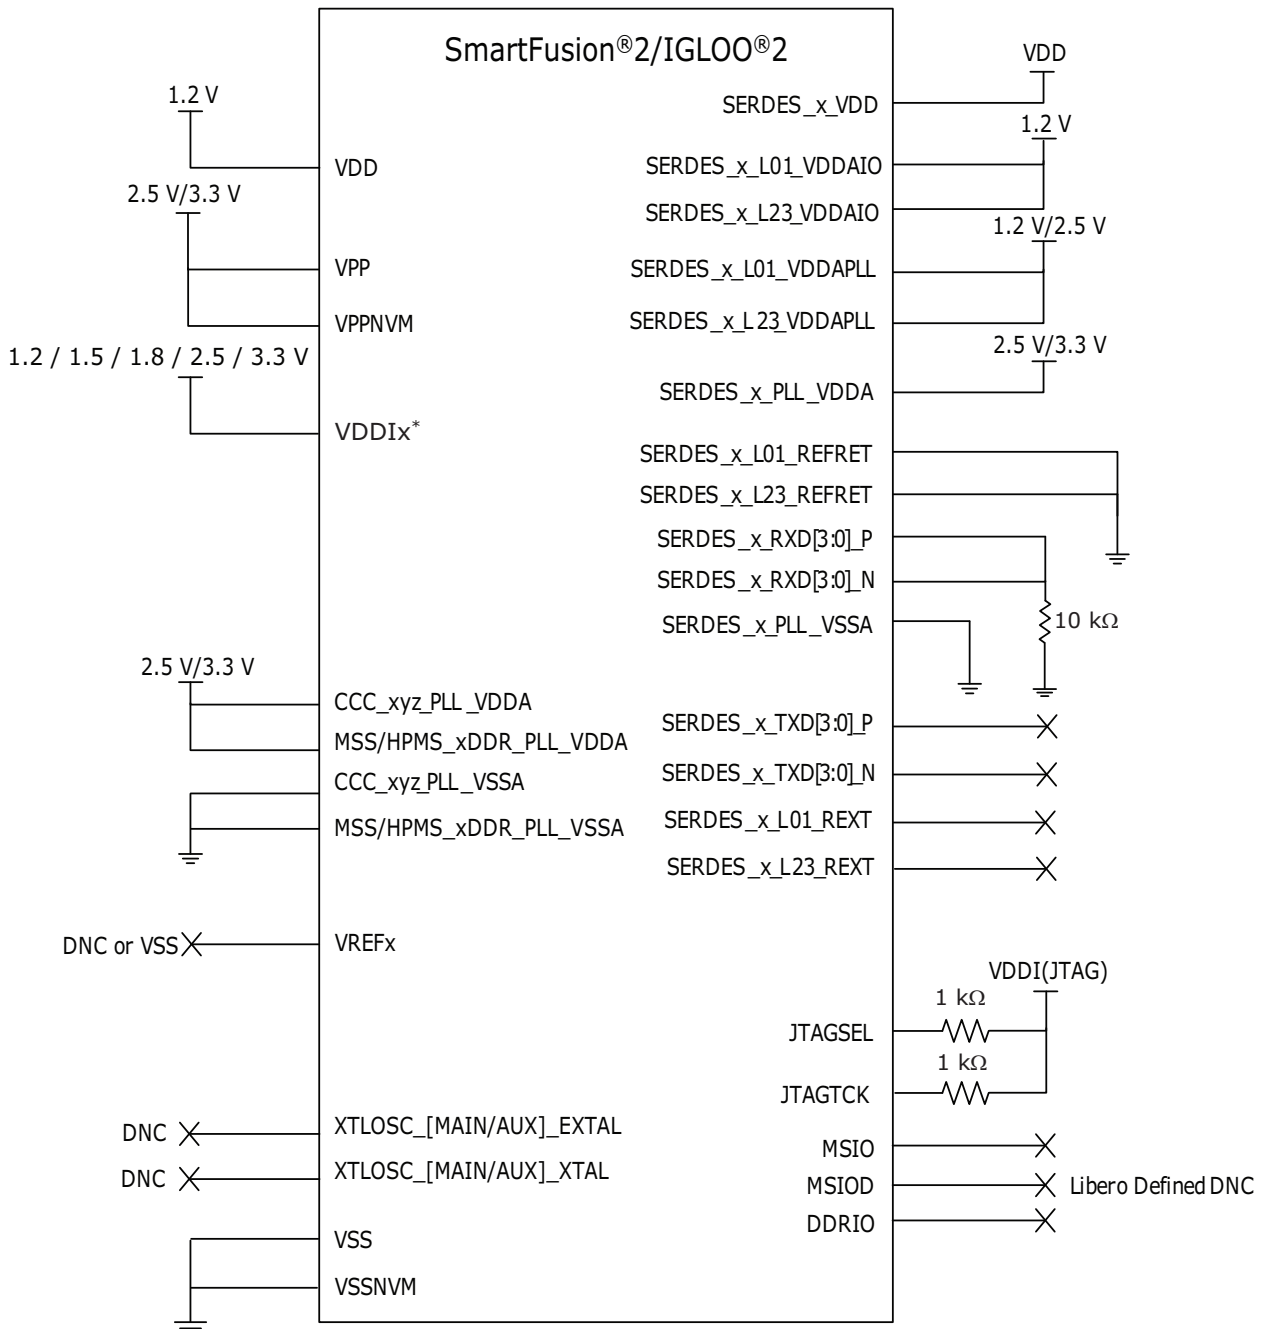 SmartFusion®2/IGLOO®2
1.2 V
VDD
2.5 V/3.3 V
VPP
VPPNVM
1.2 / 1.5 / 1.8 / 2.5 / 3.3 V
VDDIx*
2.5 V/3.3 V
CCC_xyz_PLL_VDDA
MSS/HPMS_xDDR_PLL_VDDA
CCC_xyz_PLL_VSSA
MSS/HPMS_xDDR_PLL_VSSA
DNC or VSS
VREFx
DNC
XTLOSC_[MAIN/AUX]_EXTAL
DNC
XTLOSC_[MAIN/AUX]_XTAL
VSS
VSSNVM
VDD
SERDES_x_VDD
1.2 V
SERDES_x_L01_VDDAIO
SERDES_x_L23_VDDAIO
1.2 V/2.5 V
SERDES_x_L01_VDDAPLL
SERDES_x_L23_VDDAPLL
2.5 V/3.3 V
SERDES_x_PLL_VDDA
SERDES_x_L01_REFRET
SERDES_x_L23_REFRET
SERDES_x_RXD[3:0]_P
SERDES_x_RXD[3:0]_N
10 kΩ
SERDES_x_PLL_VSSA
SERDES_x_TXD[3:0]_P
SERDES_x_TXD[3:0]_N
SERDES_x_L01_REXT
SERDES_x_L23_REXT
VDDI(JTAG)
1 kΩ
JTAGSEL
1 kΩ
JTAGTCK
MSIO
MSIOD
Libero Defined DNC
DDRIO